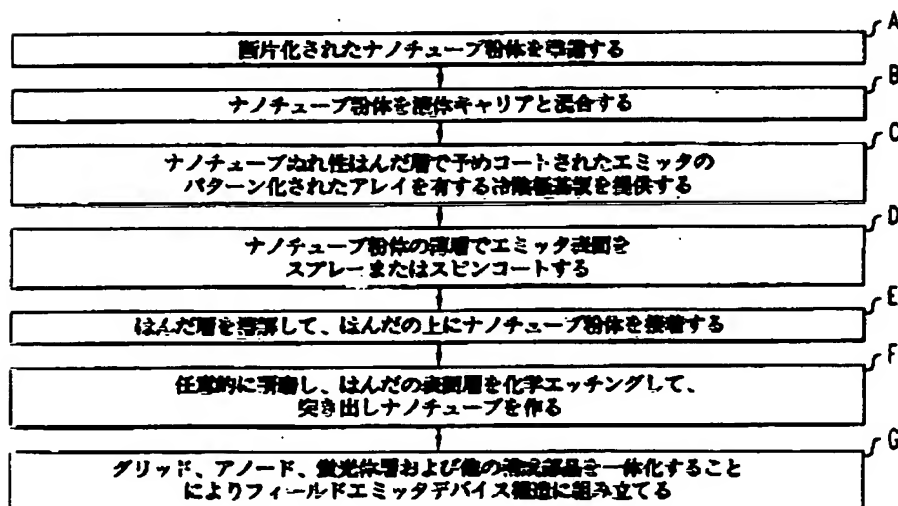 A
断片化されたナノチューブ粉体を準備する
B
ナノチューブ粉体を液体キャリアと混合する
C
ナノチューブぬれ性はんだ層で予めコートされたエミッタの
パターン化されたアレイを有する冷陰極基板を提供する
D
ナノチューブ粉体の薄層でエミッタ表面を
スプレーまたはスピンコートする
E
はんだ層を溶解して、はんだの上にナノチューブ粉体を接着する
F
任意的に研磨し、はんだの表面層を化学エッチングして、
突き出しナノチューブを作る
G
グリッド、アノード、蛍光体層および他の構成部品を一体化すること
によりフィールドエミッタデバイス構造に組み立てる